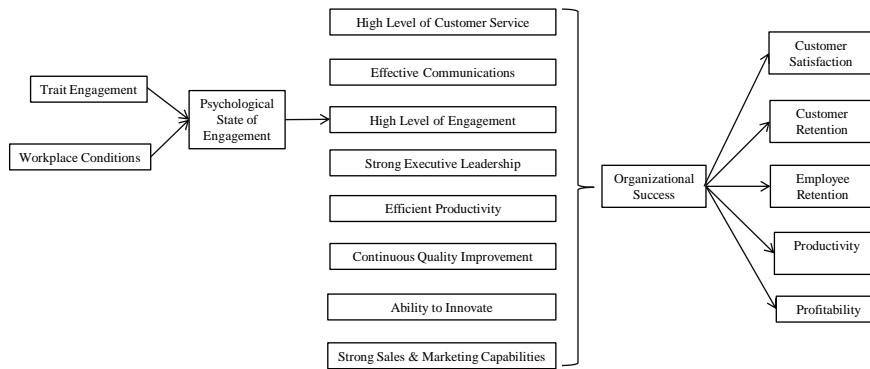 Trait Engagement
Workplace Conditions
Psychological
State of
Engagement
High Level of Customer Service
Effective Communications
High Level of Engagement
Strong Executive Leadership
Efficient Productivity
Continuous Quality Improvement
Ability to Innovate
Strong Sales & Marketing Capabilities
Organizational
Success
Customer
Satisfaction
Customer
Retention
Employee
Retention
Productivity
Profitability